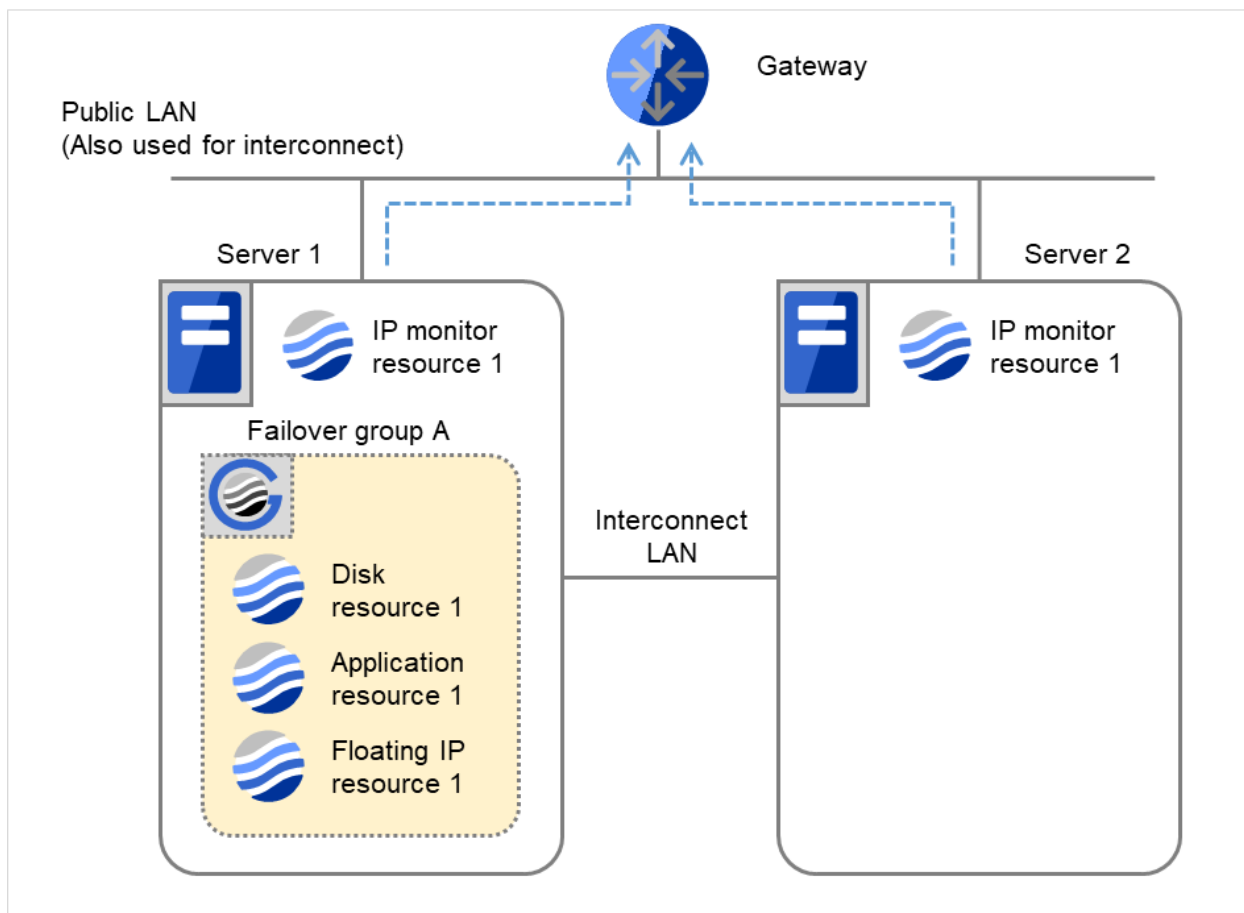 Gateway
Public LAN
(Also used for interconnect)
Server 1
Server 2
IP monitor
resource 1
IP monitor
resource 1
Failover group A
Interconnect
LAN
Disk
resource 1
Application
resource 1
Floating IP
resource 1